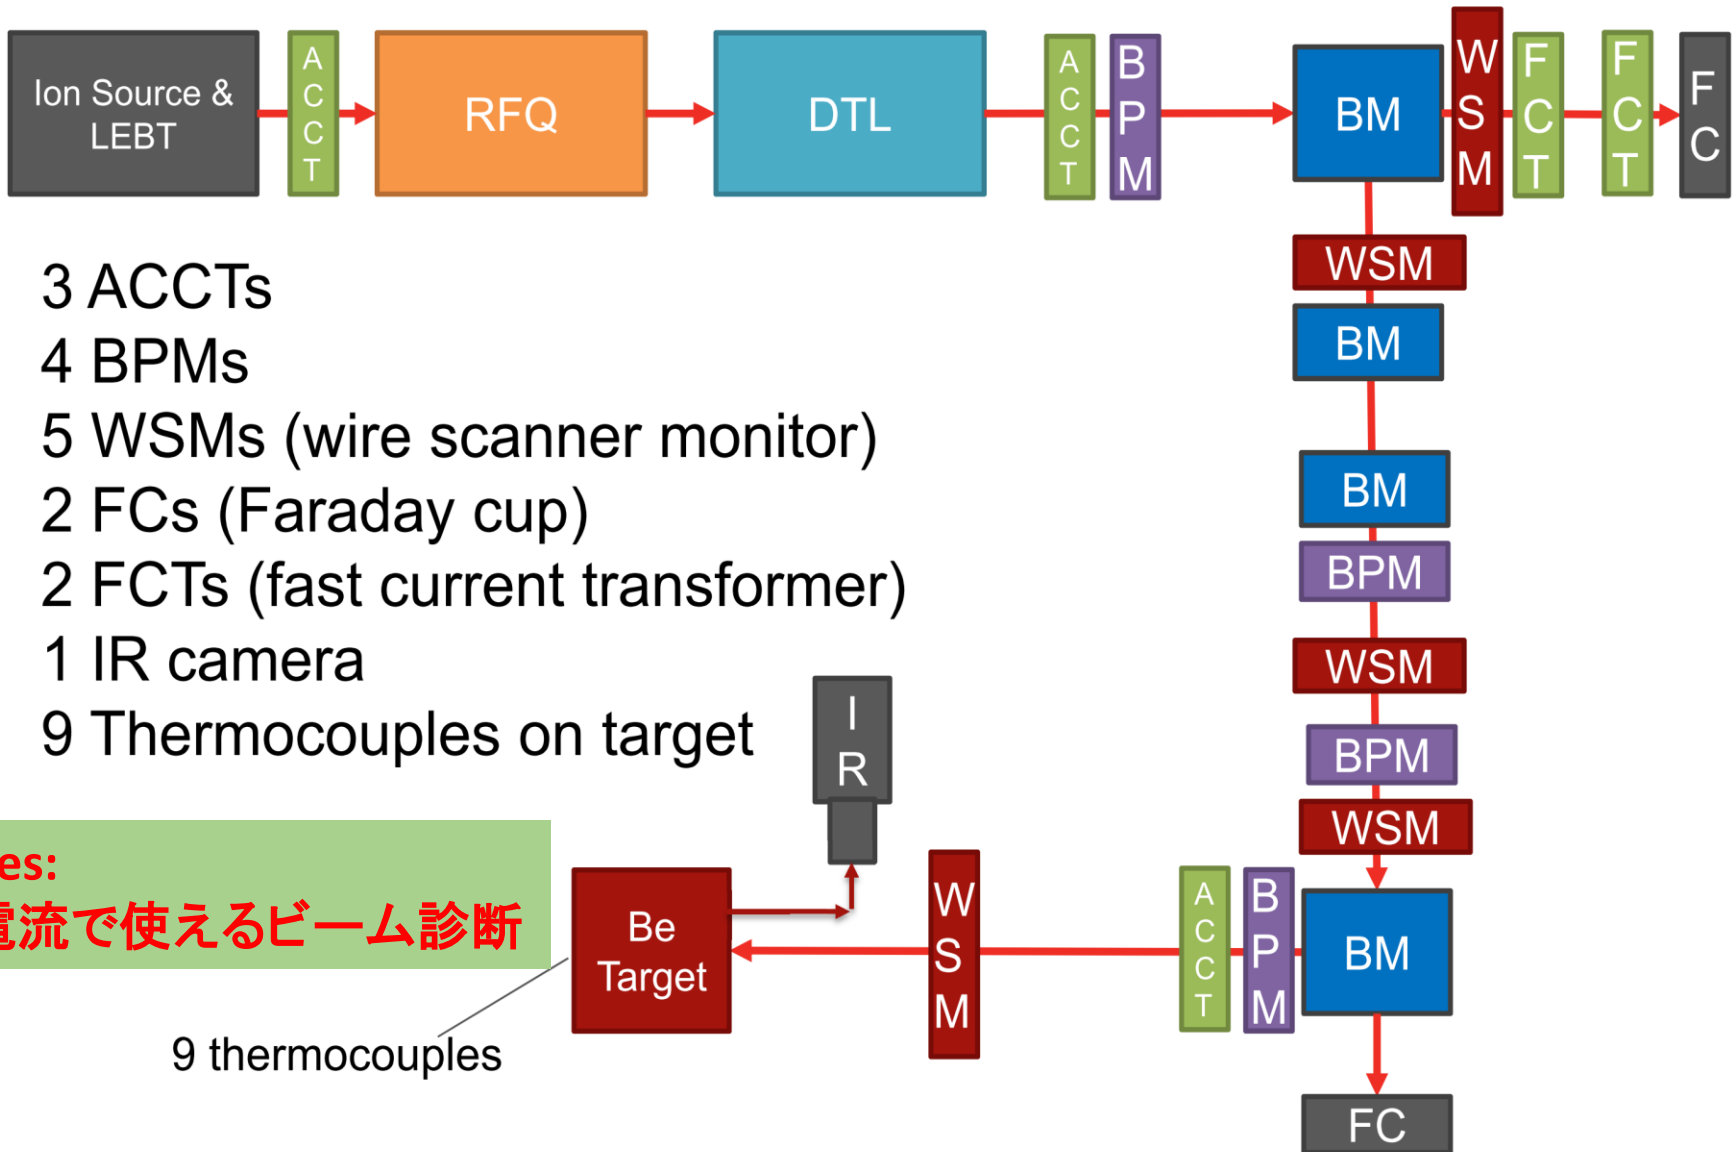 Ion Source &
LEBT
ACCT
RFQ
DTL
ACCT
BPM
BM
WSM
FCT
FCT
FC
WSM
BM
BM
BPM
WSM
BPM
WSM
3 ACCTs
4 BPMs
5 WSMs (wire scanner monitor)
2 FCs (Faraday cup)
2 FCTs (fast current transformer)
1 IR camera
9 Thermocouples on target
IR
es:
電流で使えるビーム診断
Be
Target
WSM
ACCT
BPM
BM
9 thermocouples
FC